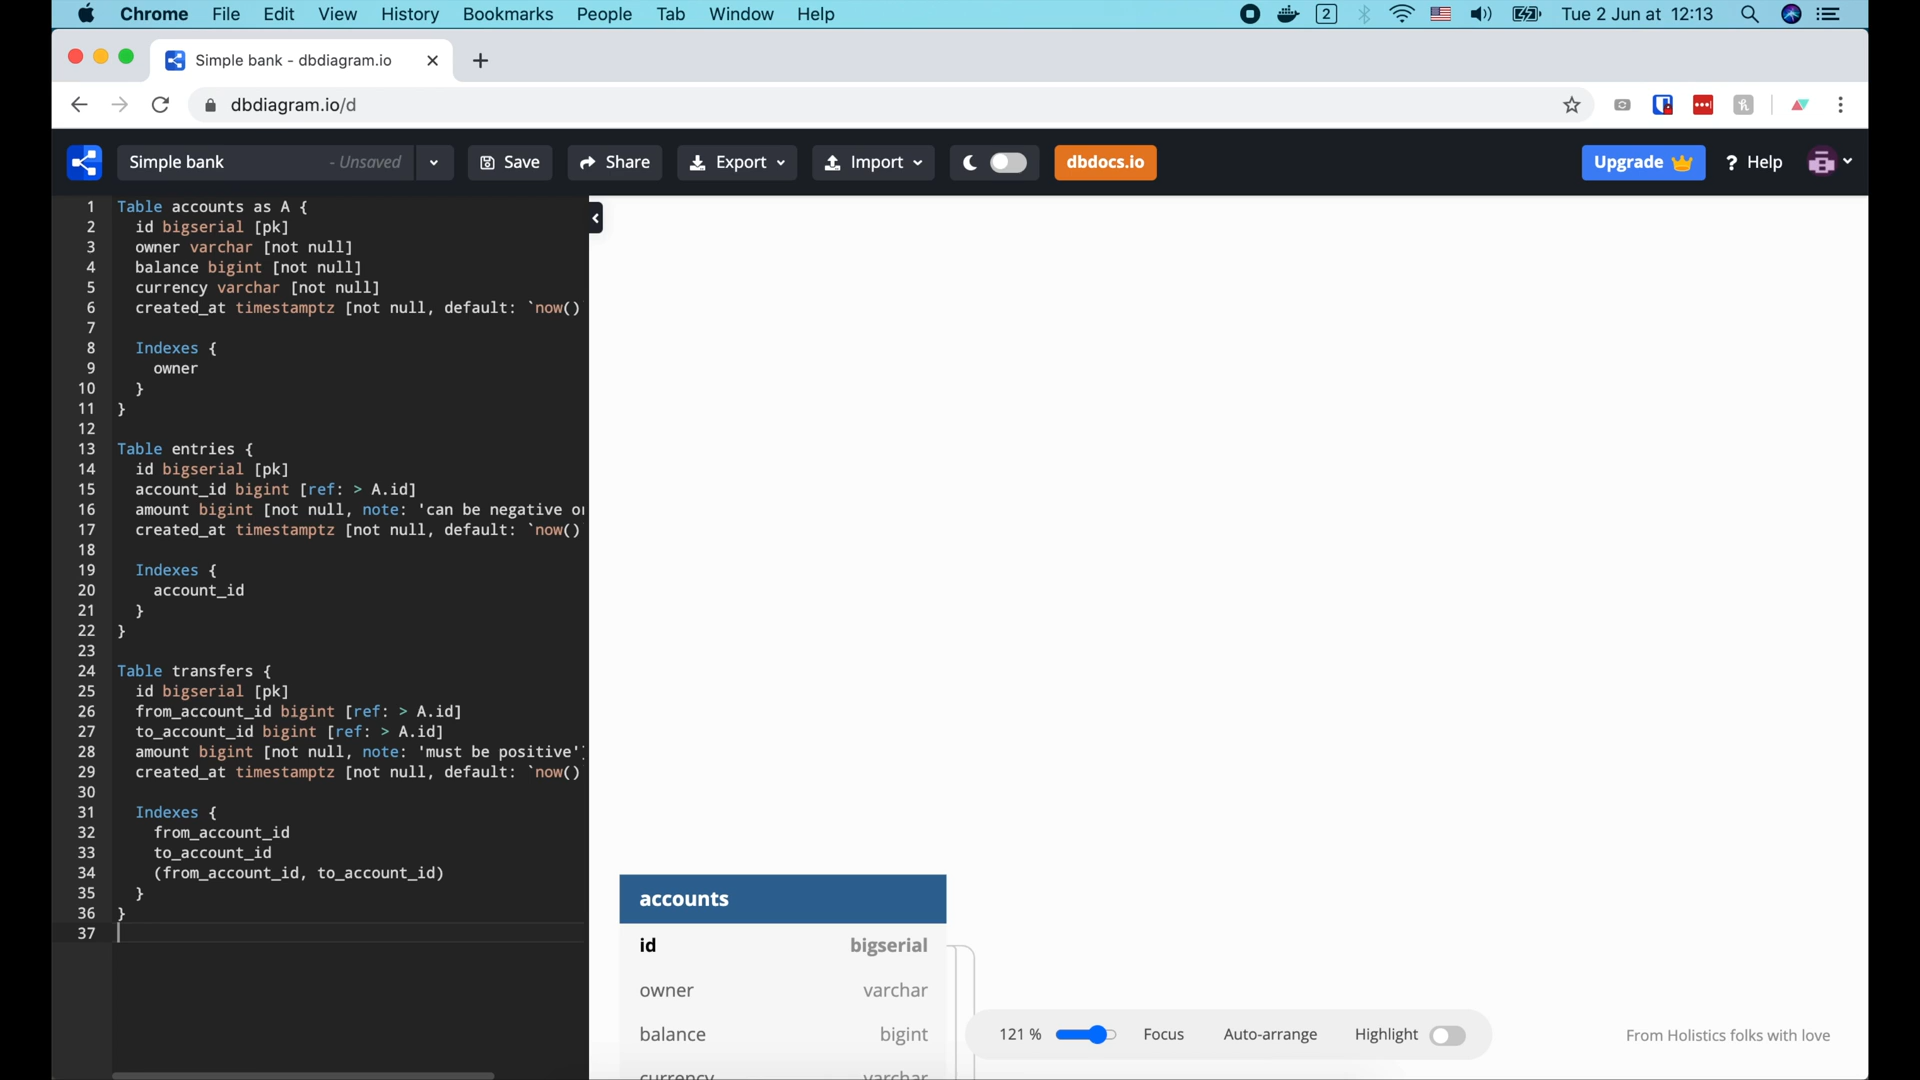 Chrome File Edit View History Bookmarks People Tab Window Help 2 Tue 2 Jun at 12:13
Simple bank - dbdiagram.io
dbdiagram.io/d
Simple bank - Unsaved Save Share Export Import dbdocs.io Upgrade ? Help
1 Table accounts as A {
2 id bigserial [pk]
3 owner varchar [not null]
4 balance bigint [not null]
5 currency varchar [not null]
6 created_at timestamptz [not null, default: `now()
7
8 Indexes {
9 owner
10 }
11 }
12
13 Table entries {
14 id bigserial [pk]
15 account_id bigint [ref: > A.id]
16 amount bigint [not null, note: 'can be negative or
17 created_at timestamptz [not null, default: `now()
18
19 Indexes {
20 account_id
21 }
22 }
23
24 Table transfers {
25 id bigserial [pk]
26 from_account_id bigint [ref: > A.id]
27 to_account_id bigint [ref: > A.id]
28 amount bigint [not null, note: 'must be positive']
29 created_at timestamptz [not null, default: `now()
30
31 Indexes {
32 from_account_id
33 to_account_id
34 (from_account_id, to_account_id)
35 }
36 }
37
accounts
id bigserial
owner varchar
balance bigint
currency varchar
121 % Focus Auto-arrange Highlight
From Holistics folks with love